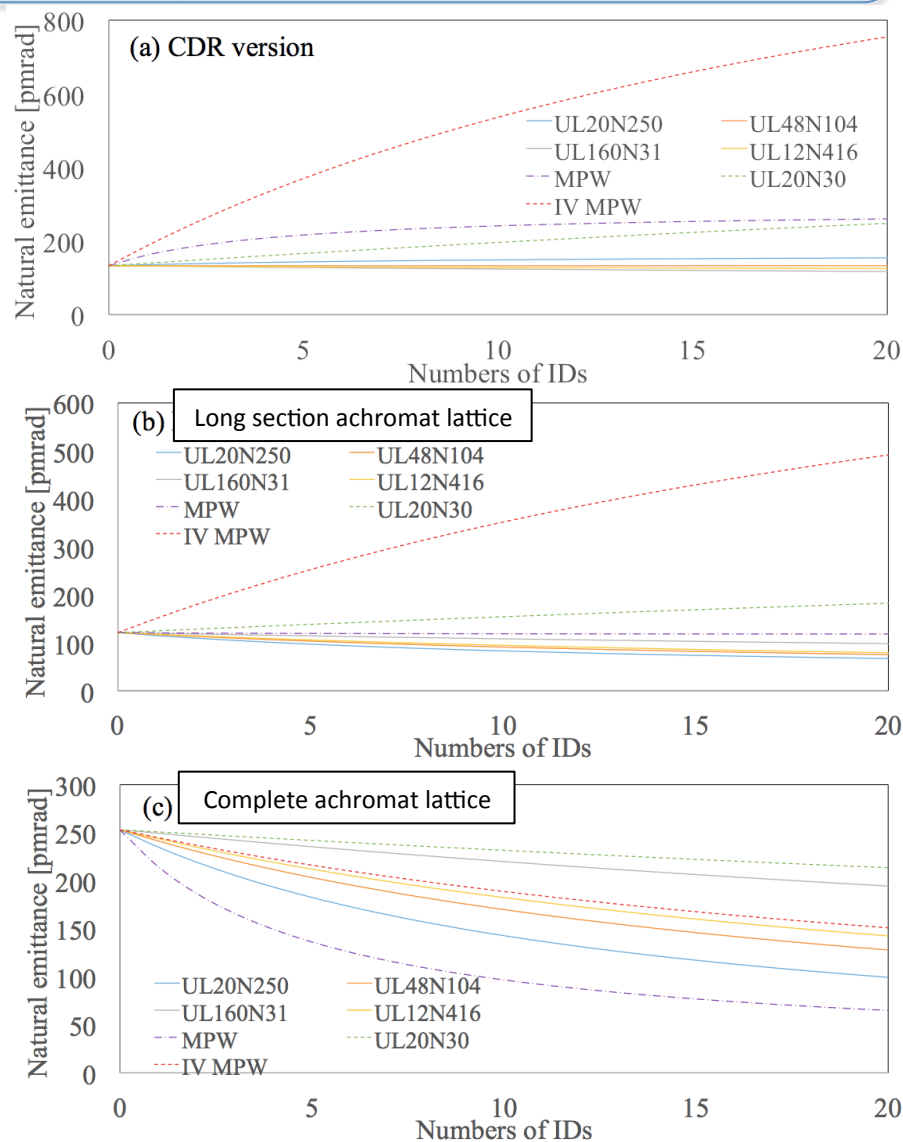 800
(a) CDR version
600
UL20N250
UL48N104
UL160N31
UL12N416
400
MPW
UL20N30
IV MPW
200
0
Natural emittance [pmrad]
0 5 10 15 20
Numbers of IDs
600
(b)
Long section achromat lattice
500
UL20N250
UL48N104
UL160N31
UL12N416
400
MPW
UL20N30
IV MPW
300
200
100
0
Natural emittance [pmrad]
0 5 10 15 20
Numbers of IDs
300
(c)
Complete achromat lattice
250
200
150
100
UL20N250
UL48N104
UL160N31
UL12N416
50
MPW
UL20N30
IV MPW
0
Natural emittance [pmrad]
0 5 10 15 20
Numbers of IDs